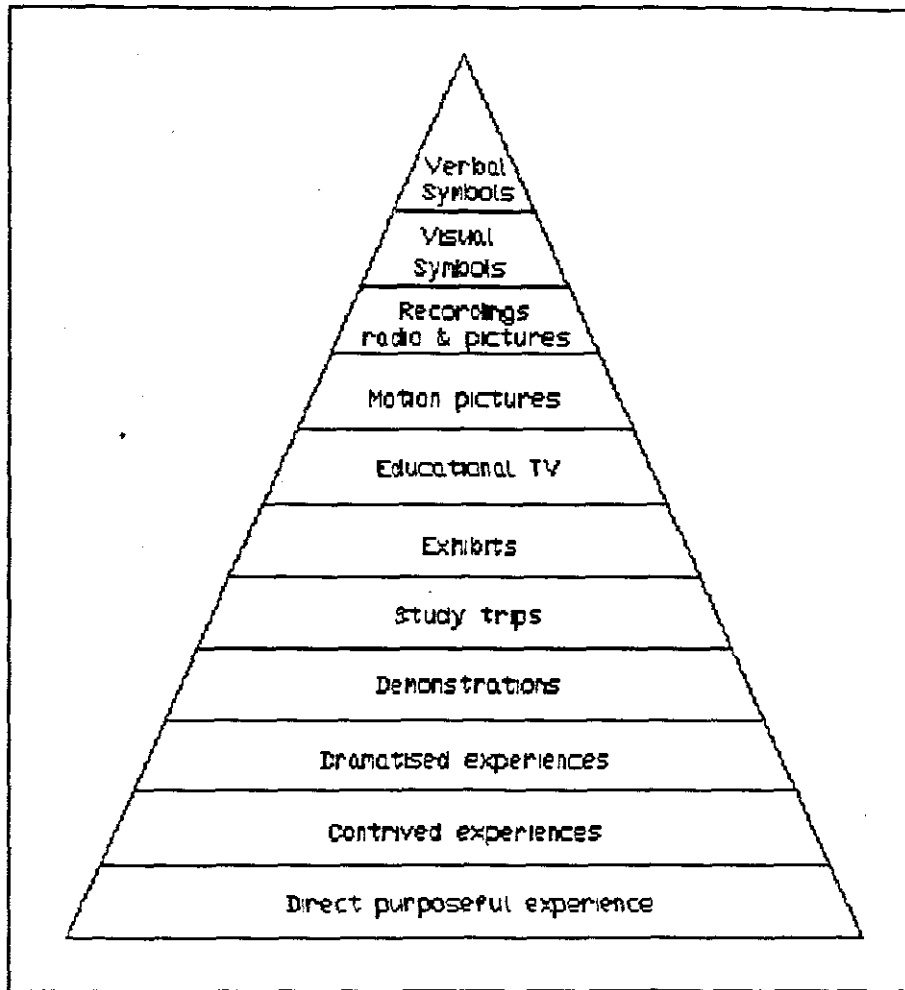 Verbal
Symbols
Visual
Symbols
Recordings
radio & pictures
Motion pictures
Educational TV
Exhibits
Study trips
Demonstrations
Dramatised experiences
Contrived experiences
Direct purposeful experience